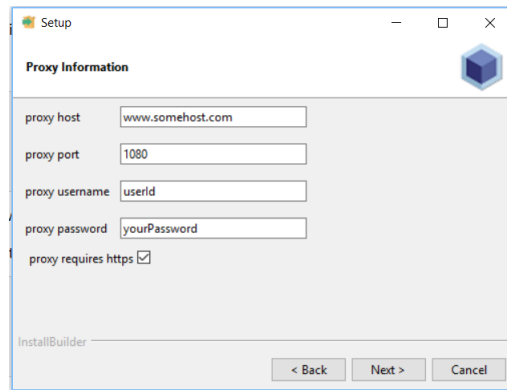 Setup
Proxy Information
proxy host www.somehost.com
proxy port 1080
proxy username userId
proxy password yourPassword
proxy requires https
InstallBuilder
< Back Next > Cancel